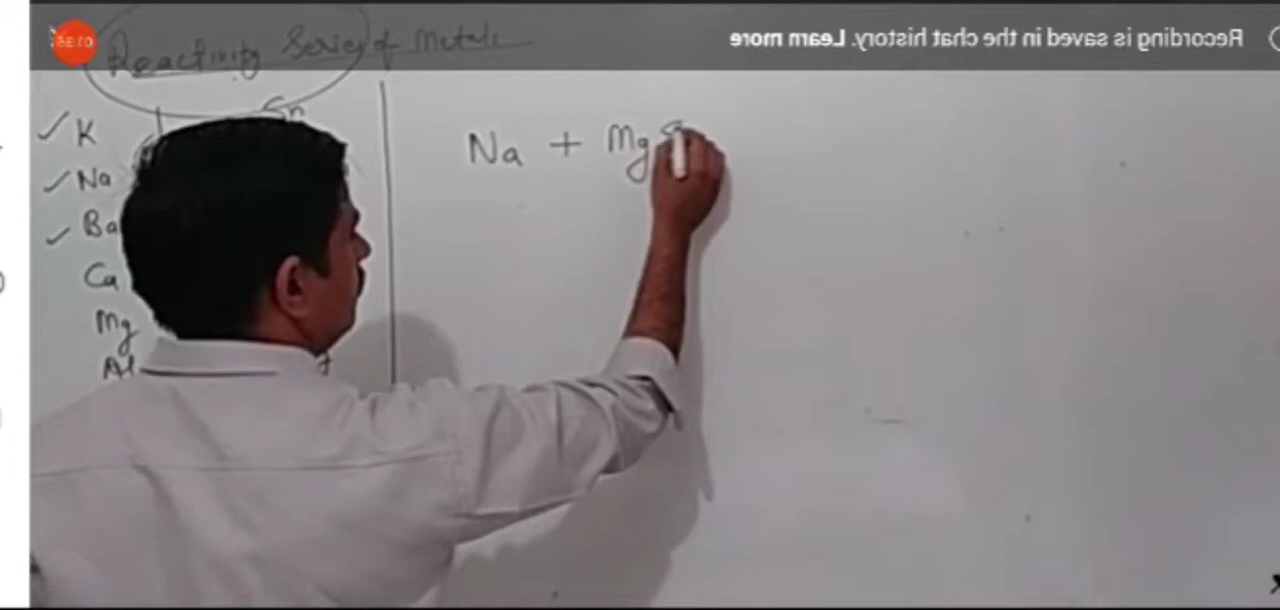 Recording is saved in the chat history. Learn more
Reactivity Series of Metals
K
Sn
Na
Ba
Ca
Mg
Al
Na + Mg